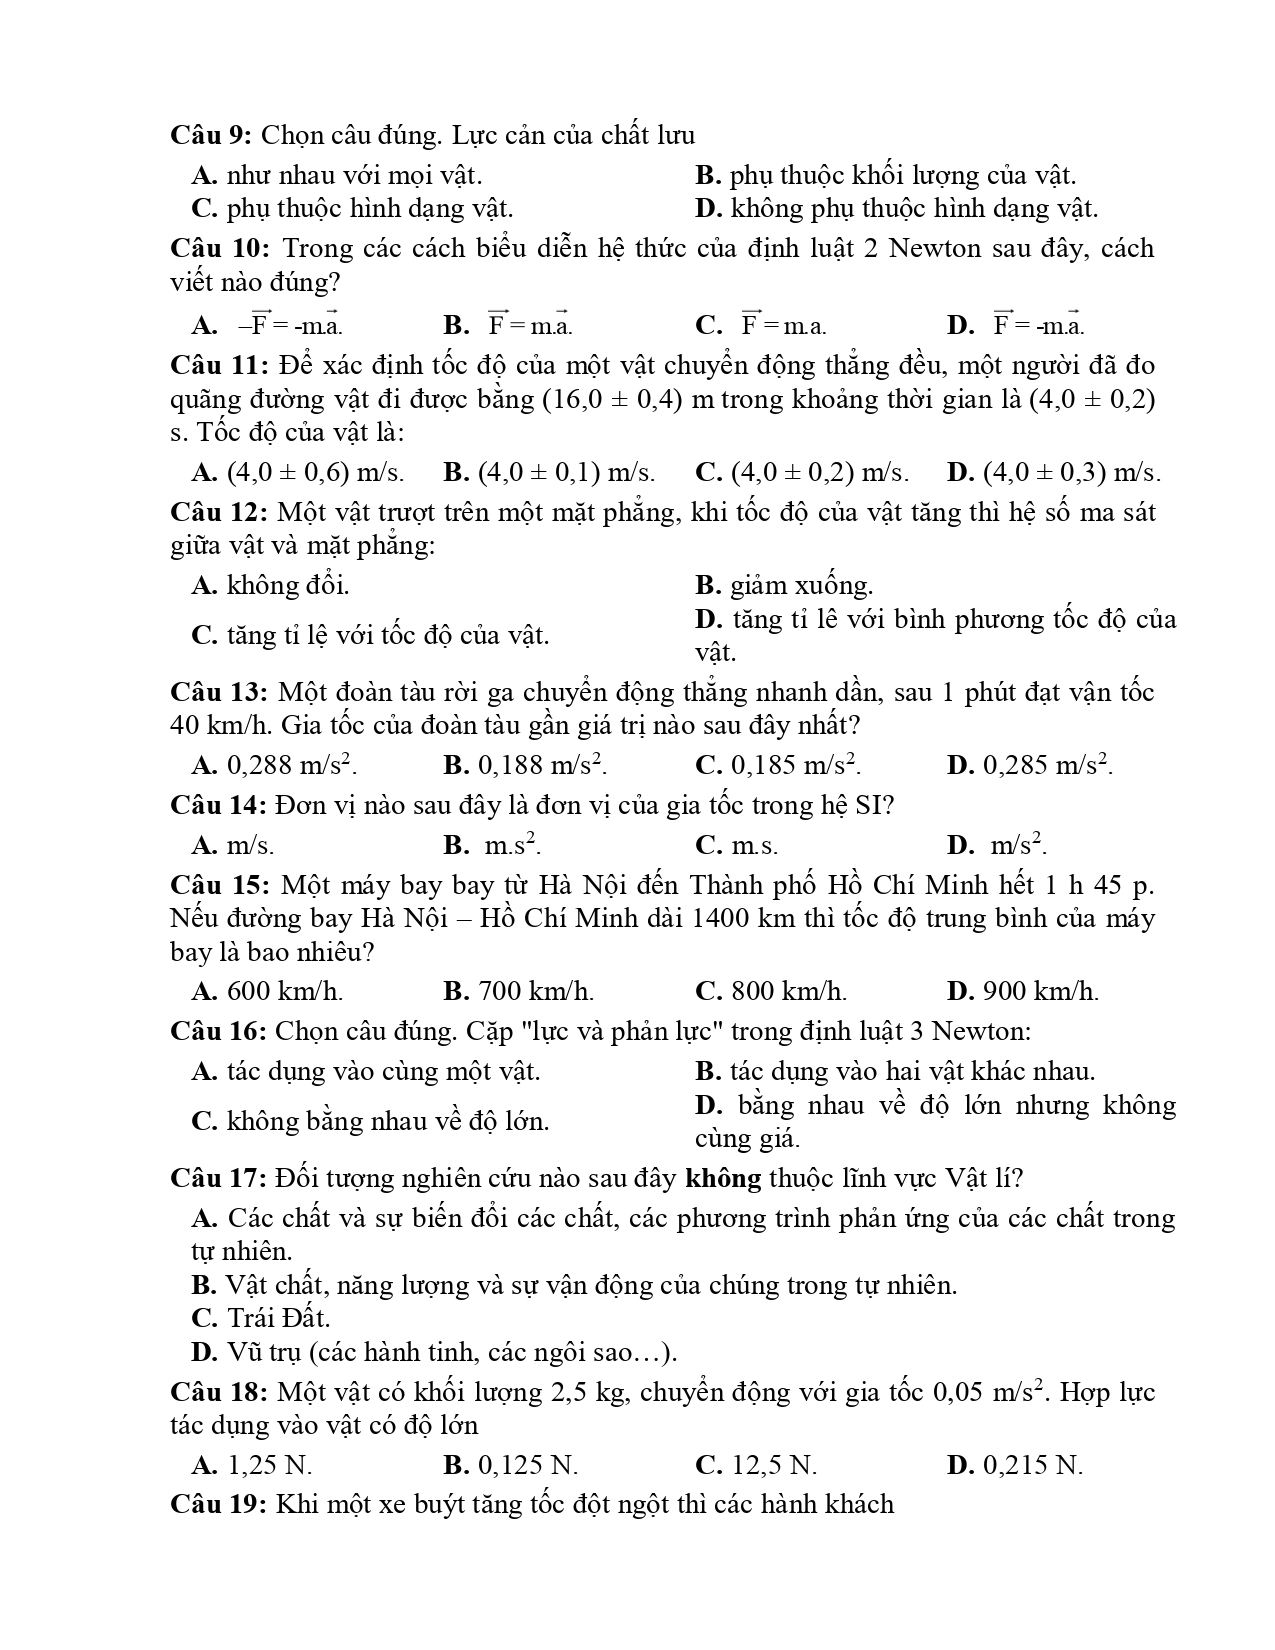 Câu 9: Chọn câu đúng. Lực cản của chất lưu
A. như nhau với mọi vật. B. phụ thuộc khối lượng của vật.
C. phụ thuộc hình dạng vật. D. không phụ thuộc hình dạng vật.
Câu 10: Trong các cách biểu diễn hệ thức của định luật 2 Newton sau đây, cách
viết nào đúng?
A. –F⃗ = -m.a⃗. B. F⃗ = m.a⃗. C. F⃗ = m.a. D. F⃗ = -m.a⃗.
Câu 11: Để xác định tốc độ của một vật chuyển động thẳng đều, một người đã đo
quãng đường vật đi được bằng (16,0 ± 0,4) m trong khoảng thời gian là (4,0 ± 0,2)
s. Tốc độ của vật là:
A. (4,0 ± 0,6) m/s. B. (4,0 ± 0,1) m/s. C. (4,0 ± 0,2) m/s. D. (4,0 ± 0,3) m/s.
Câu 12: Một vật trượt trên một mặt phẳng, khi tốc độ của vật tăng thì hệ số ma sát
giữa vật và mặt phẳng:
A. không đổi. B. giảm xuống.
C. tăng tỉ lệ với tốc độ của vật. D. tăng tỉ lê với bình phương tốc độ của
vật.
Câu 13: Một đoàn tàu rời ga chuyển động thẳng nhanh dần, sau 1 phút đạt vận tốc
40 km/h. Gia tốc của đoàn tàu gần giá trị nào sau đây nhất?
A. 0,288 m/s². B. 0,188 m/s². C. 0,185 m/s². D. 0,285 m/s².
Câu 14: Đơn vị nào sau đây là đơn vị của gia tốc trong hệ SI?
A. m/s. B. m.s². C. m.s. D. m/s².
Câu 15: Một máy bay bay từ Hà Nội đến Thành phố Hồ Chí Minh hết 1 h 45 p.
Nếu đường bay Hà Nội – Hồ Chí Minh dài 1400 km thì tốc độ trung bình của máy
bay là bao nhiêu?
A. 600 km/h. B. 700 km/h. C. 800 km/h. D. 900 km/h.
Câu 16: Chọn câu đúng. Cặp "lực và phản lực" trong định luật 3 Newton:
A. tác dụng vào cùng một vật. B. tác dụng vào hai vật khác nhau.
C. không bằng nhau về độ lớn. D. bằng nhau về độ lớn nhưng không
cùng giá.
Câu 17: Đối tượng nghiên cứu nào sau đây không thuộc lĩnh vực Vật lí?
A. Các chất và sự biến đổi các chất, các phương trình phản ứng của các chất trong
tự nhiên.
B. Vật chất, năng lượng và sự vận động của chúng trong tự nhiên.
C. Trái Đất.
D. Vũ trụ (các hành tinh, các ngôi sao…).
Câu 18: Một vật có khối lượng 2,5 kg, chuyển động với gia tốc 0,05 m/s². Hợp lực
tác dụng vào vật có độ lớn
A. 1,25 N. B. 0,125 N. C. 12,5 N. D. 0,215 N.
Câu 19: Khi một xe buýt tăng tốc đột ngột thì các hành khách